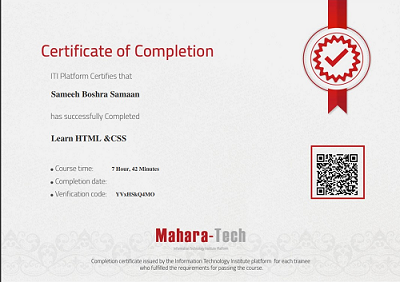 Certificate of Completion
ITI Platform Certifies that
Sameeh Boshra Samaan
has successfully Completed
Learn HTML &CSS
Course time: 7 Hour, 42 Minutes
Completion date:
Verification code: YVxHSkQ4MO
Mahara-Tech
Completion certificate issued by the Information Technology Institute platform for each trainee
who fulfilled the requirements for passing the course.